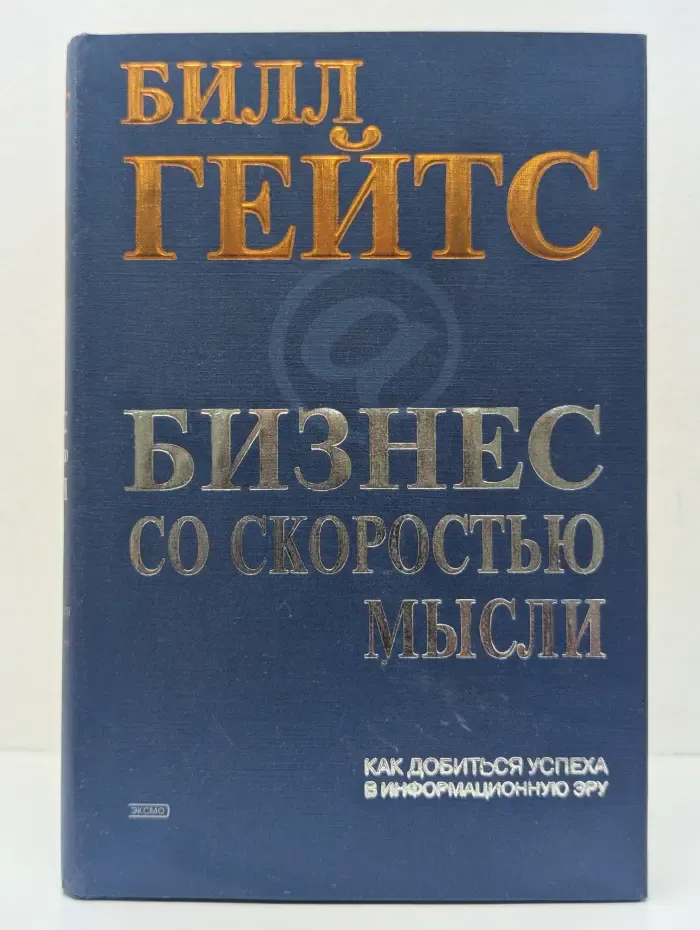 БИЛЛ
ГЕЙТС
@
БИЗНЕС
СО СКОРОСТЬЮ
МЫСЛИ
КАК ДОБИТЬСЯ УСПЕХА
В ИНФОРМАЦИОННУЮ ЭРУ
ЭКСМО